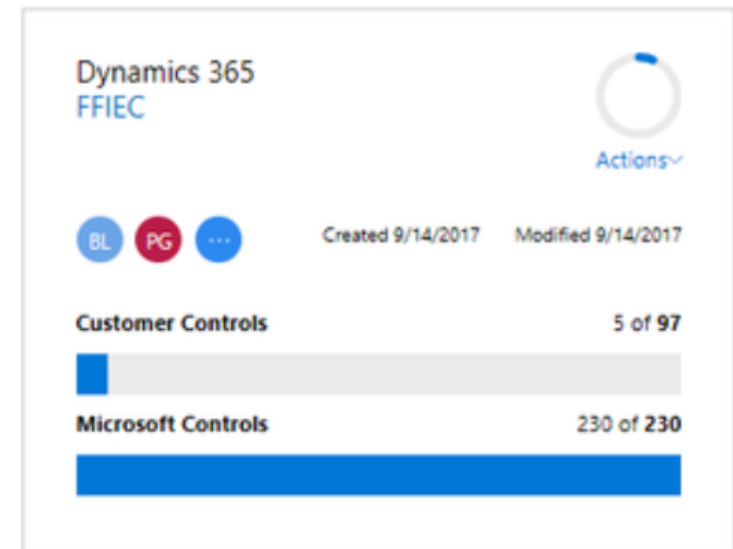 Dynamics 365
FFIEC
Actions
BL PG ... Created 9/14/2017 Modified 9/14/2017
Customer Controls 5 of 97
Microsoft Controls 230 of 230